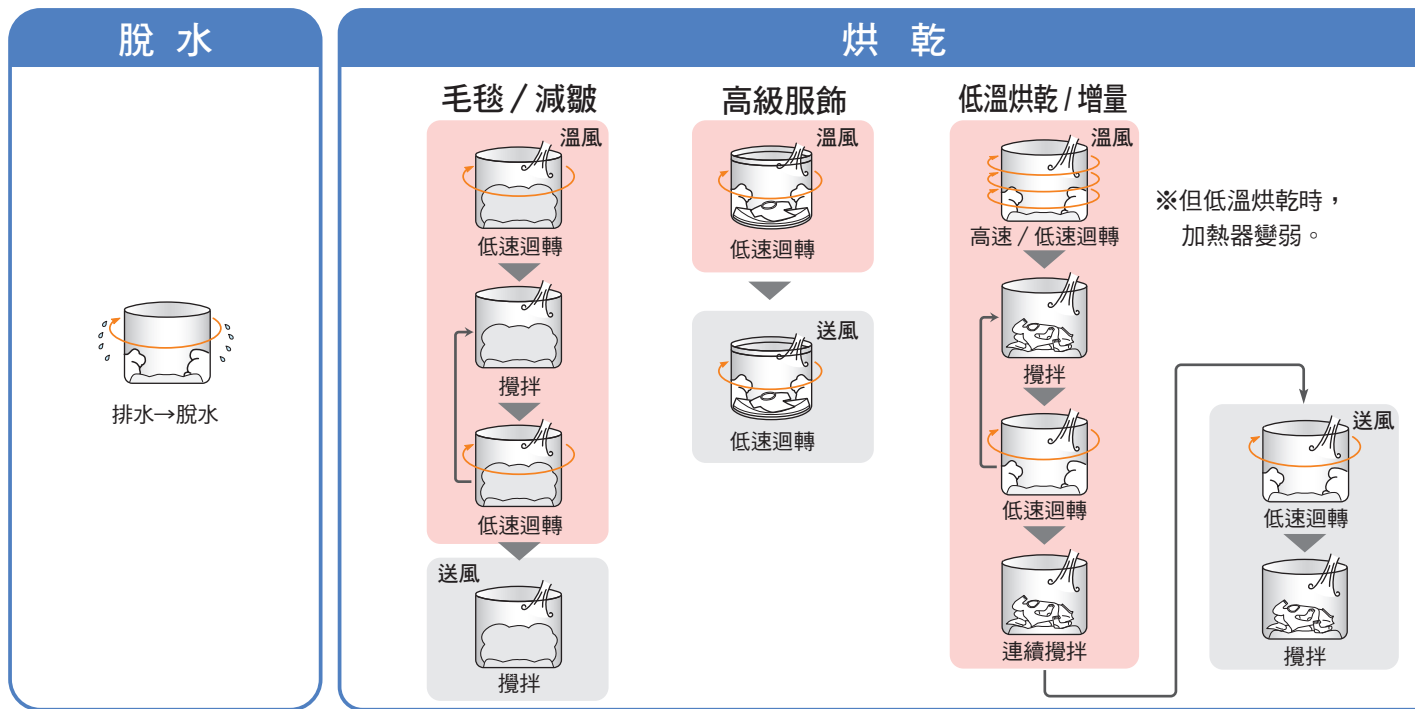 脫水
排水→脫水
烘乾
毛毯／減皺
溫風
低速迴轉
攪拌
低速迴轉
送風
攪拌
高級服飾
溫風
低速迴轉
送風
低速迴轉
低溫烘乾/增量
溫風
高速／低速迴轉
攪拌
低速迴轉
連續攪拌
※但低溫烘乾時，
加熱器變弱。
送風
低速迴轉
攪拌